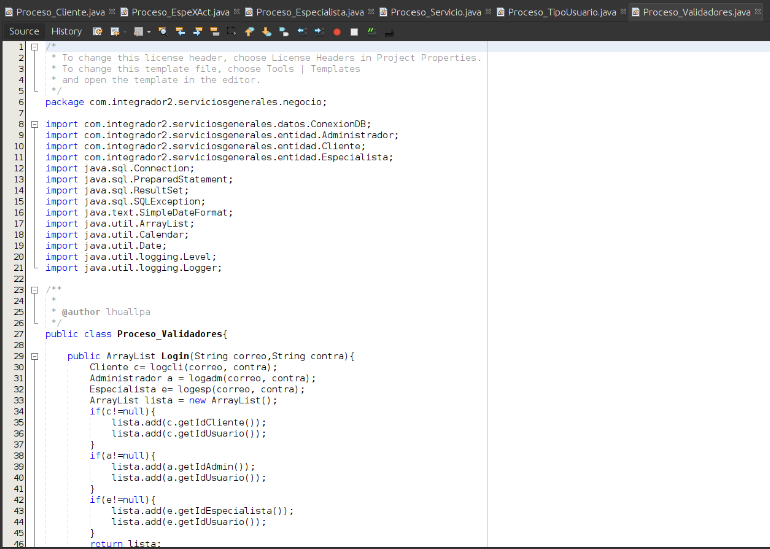 Proceso_Cliente.java Proceso_EspeXAct.java Proceso_Especialista.java Proceso_Servicio.java Proceso_TipoUsuario.java Proceso_Validadores.java
Source History
1 /*
2  * To change this license header, choose License Headers in Project Properties.
3  * To change this template file, choose Tools | Templates
4  * and open the template in the editor.
5  */
6 package com.integrador2.serviciosgenerales.negocio;
7
8 import com.integrador2.serviciosgenerales.datos.ConexionDB;
9 import com.integrador2.serviciosgenerales.entidad.Administrador;
10 import com.integrador2.serviciosgenerales.entidad.Cliente;
11 import com.integrador2.serviciosgenerales.entidad.Especialista;
12 import java.sql.Connection;
13 import java.sql.PreparedStatement;
14 import java.sql.ResultSet;
15 import java.sql.SQLException;
16 import java.text.SimpleDateFormat;
17 import java.util.ArrayList;
18 import java.util.Calendar;
19 import java.util.Date;
20 import java.util.logging.Level;
21 import java.util.logging.Logger;
22
23 /**
24  *
25  * @author lhuallpa
26  */
27 public class Proceso_Validadores{
28
29     public ArrayList Login(String correo,String contra){
30         Cliente c= logcli(correo, contra);
31         Administrador a = logadm(correo, contra);
32         Especialista e= logesp(correo, contra);
33         ArrayList lista = new ArrayList();
34         if(c!=null){
35             lista.add(c.getIdCliente());
36             lista.add(c.getIdUsuario());
37         }
38         if(a!=null){
39             lista.add(a.getIdAdmin());
40             lista.add(a.getIdUsuario());
41         }
42         if(e!=null){
43             lista.add(e.getIdEspecialista());
44             lista.add(e.getIdUsuario());
45         }
46         return lista;